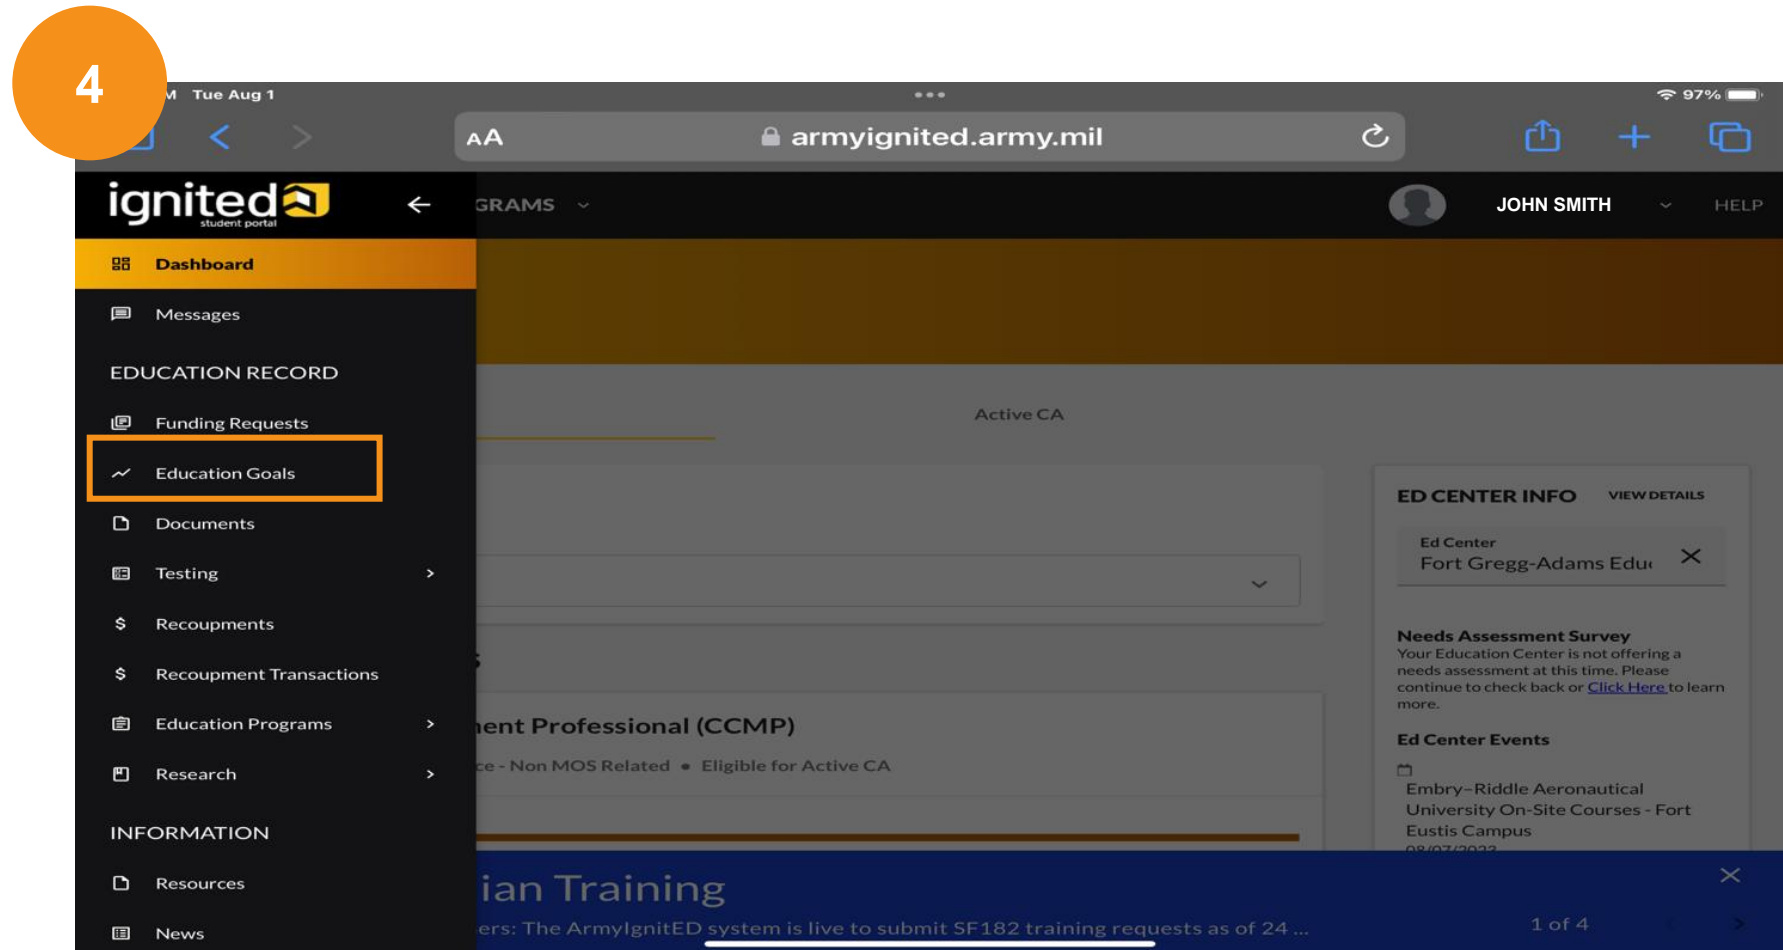 4
M Tue Aug 1
97%
AA
armyignited.army.mil
ignited
student portal
GRAMS
JOHN SMITH
HELP
Dashboard
Messages
EDUCATION RECORD
Funding Requests
Education Goals
Documents
Testing
$ Recoupments
$ Recoupment Transactions
Education Programs
Research
INFORMATION
Resources
News
Active CA
s
ent Professional (CCMP)
ce - Non MOS Related • Eligible for Active CA
ED CENTER INFO VIEW DETAILS
Ed Center
Fort Gregg-Adams Edu
Needs Assessment Survey
Your Education Center is not offering a
needs assessment at this time. Please
continue to check back or Click Here to learn
more.
Ed Center Events
Embry–Riddle Aeronautical
University On-Site Courses - Fort
Eustis Campus
08/07/2023
ian Training
ers: The ArmyIgnitED system is live to submit SF182 training requests as of 24 ...
1 of 4